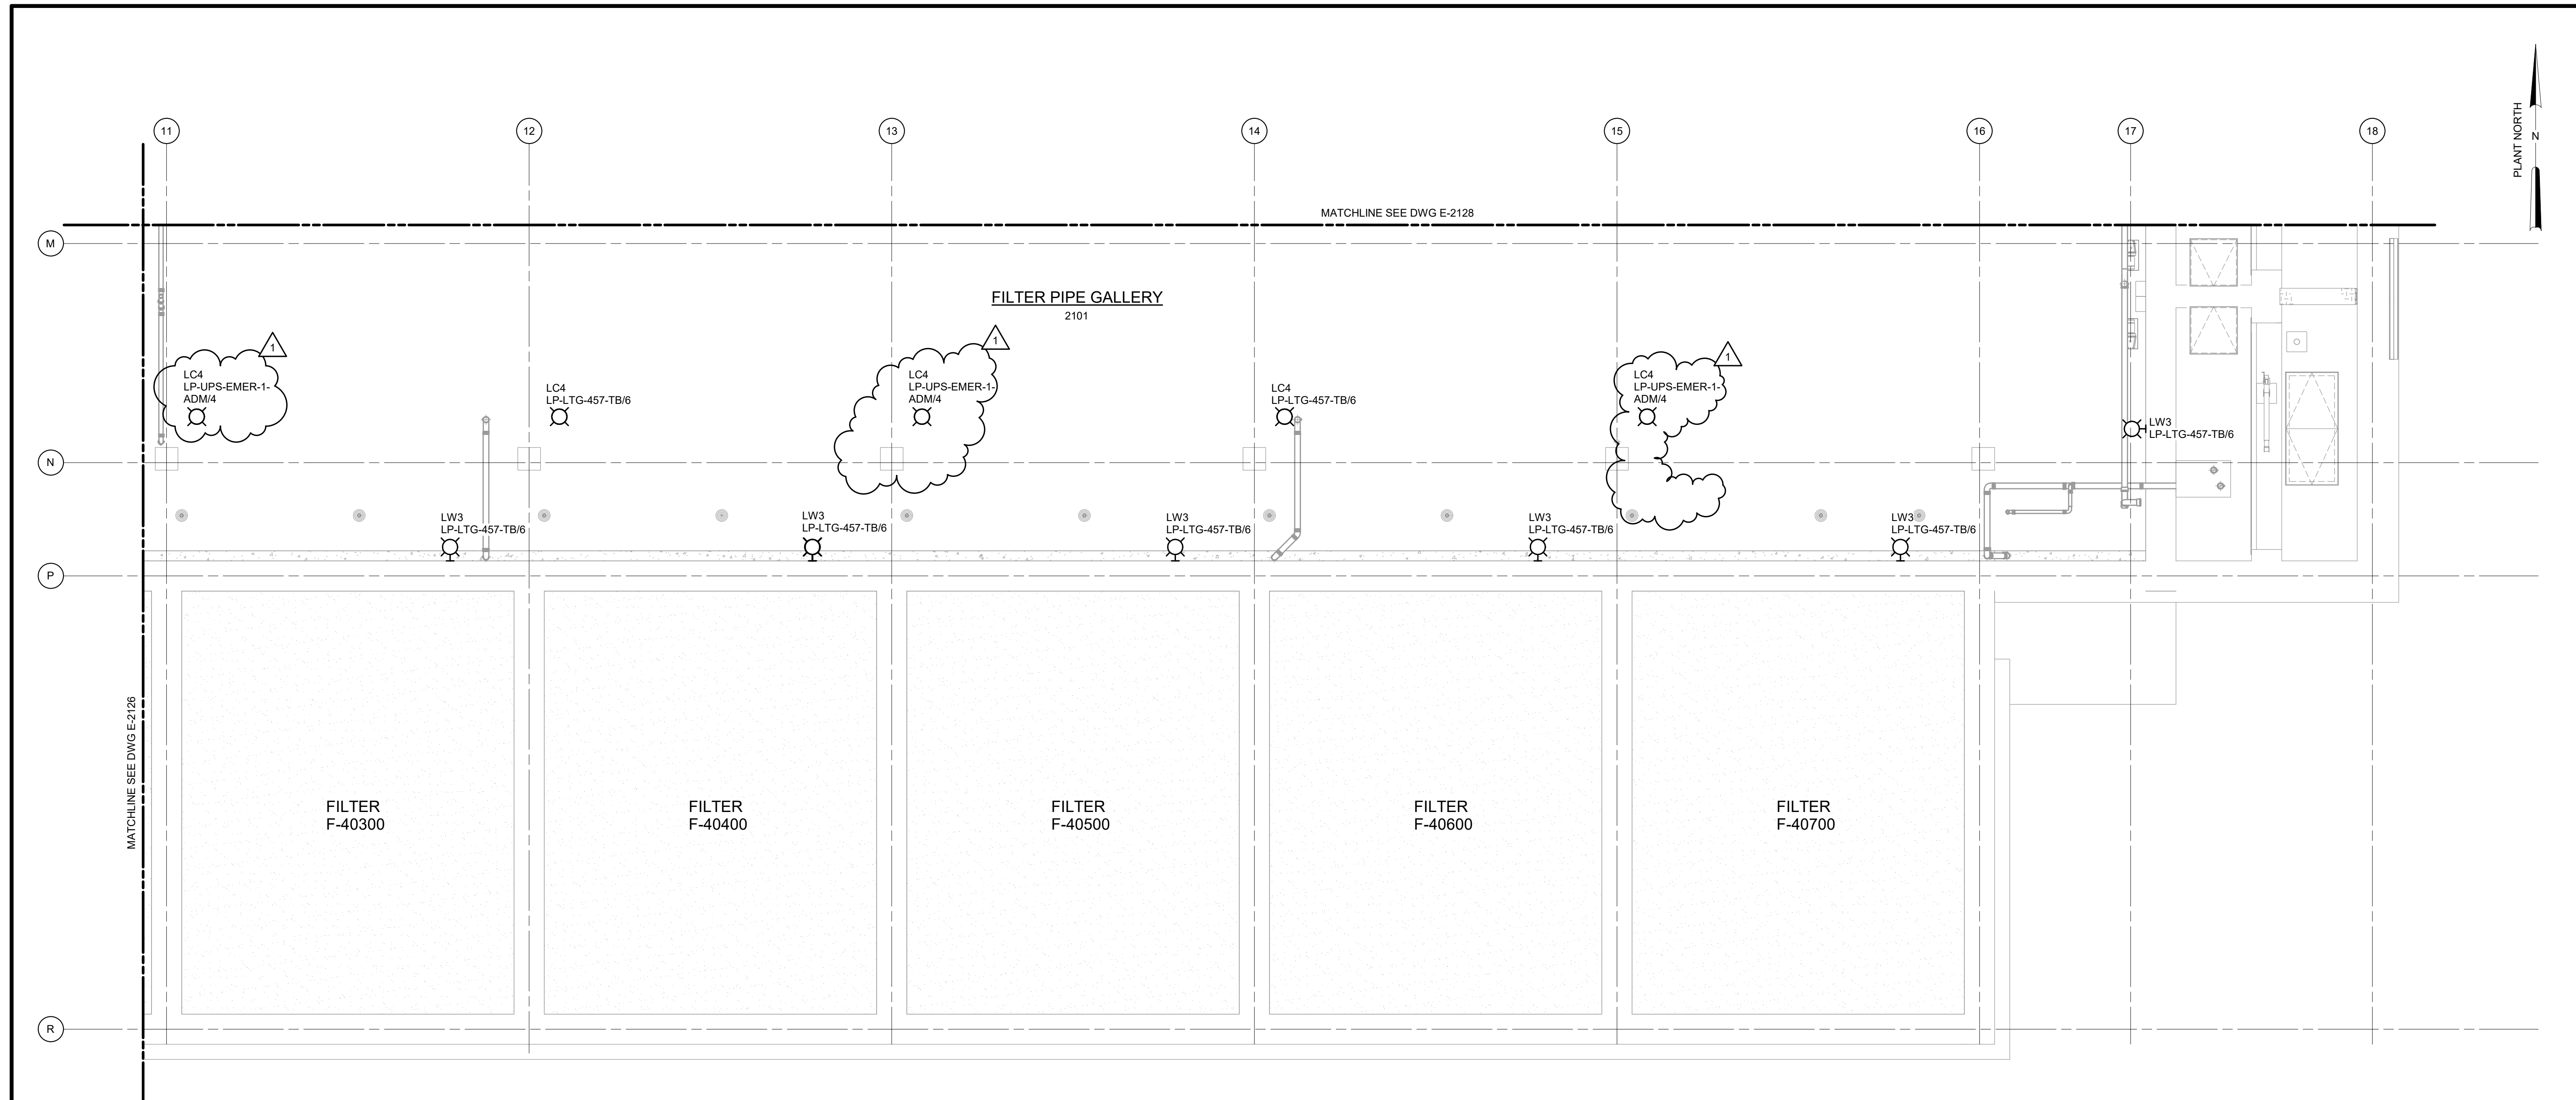 11
12
13
14
15
16
17
18
PLANT NORTH
N
MATCHLINE SEE DWG E-2128
M
FILTER PIPE GALLERY
2101
1
1
1
LC4
LP-UPS-EMER-1-
ADM/4
LC4
LP-LTG-457-TB/6
LC4
LP-UPS-EMER-1-
ADM/4
LC4
LP-LTG-457-TB/6
LC4
LP-UPS-EMER-1-
ADM/4
LW3
LP-LTG-457-TB/6
N
LW3
LP-LTG-457-TB/6
LW3
LP-LTG-457-TB/6
LW3
LP-LTG-457-TB/6
LW3
LP-LTG-457-TB/6
LW3
LP-LTG-457-TB/6
P
MATCHLINE SEE DWG E-2126
FILTER
F-40300
FILTER
F-40400
FILTER
F-40500
FILTER
F-40600
FILTER
F-40700
R